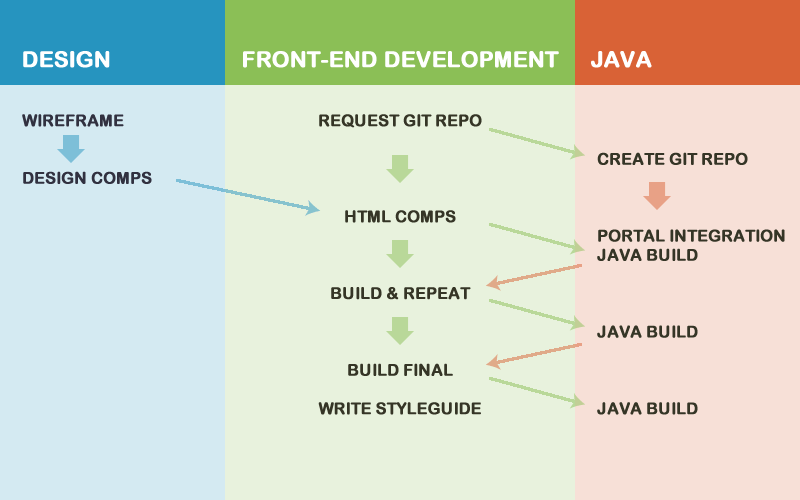 DESIGN
FRONT-END DEVELOPMENT
JAVA
WIREFRAME
DESIGN COMPS
REQUEST GIT REPO
HTML COMPS
BUILD & REPEAT
BUILD FINAL
WRITE STYLEGUIDE
CREATE GIT REPO
PORTAL INTEGRATION
JAVA BUILD
JAVA BUILD
JAVA BUILD